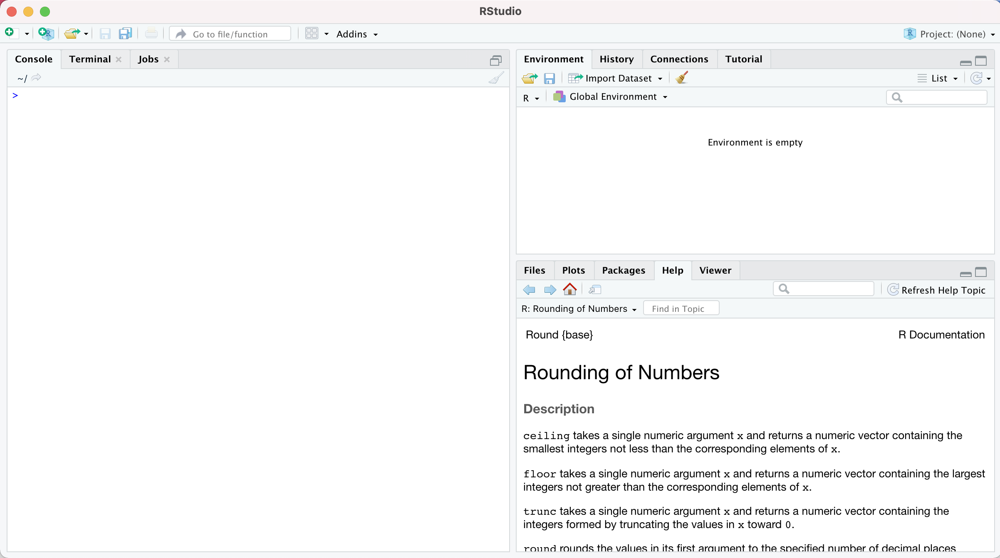 RStudio
Go to file/function
Addins
Project: (None)
Console
Terminal
Jobs
~/
>
Environment
History
Connections
Tutorial
Import Dataset
List
R
Global Environment
Environment is empty
Files
Plots
Packages
Help
Viewer
Refresh Help Topic
R: Rounding of Numbers
Find in Topic
Round {base}
R Documentation
Rounding of Numbers
Description
ceiling takes a single numeric argument x and returns a numeric vector containing the
smallest integers not less than the corresponding elements of x.
floor takes a single numeric argument x and returns a numeric vector containing the largest
integers not greater than the corresponding elements of x.
trunc takes a single numeric argument x and returns a numeric vector containing the
integers formed by truncating the values in x toward 0.
round rounds the values in its first argument to the specified number of decimal places